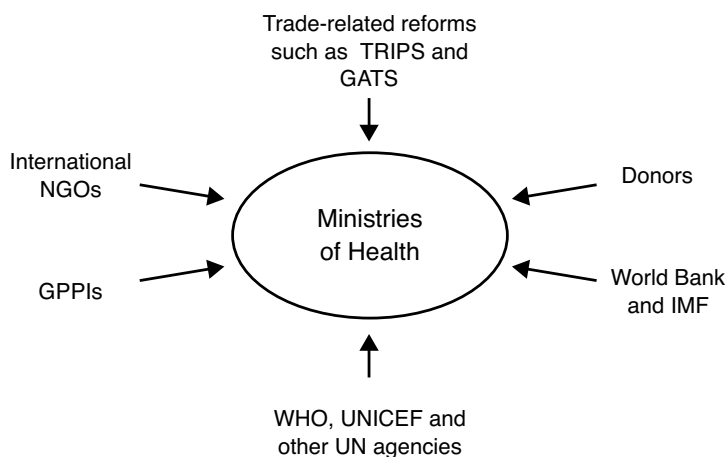 Trade-related reforms
such as TRIPS and
GATS
International
NGOs
Donors
Ministries
of Health
GPPIs
World Bank
and IMF
WHO, UNICEF and
other UN agencies